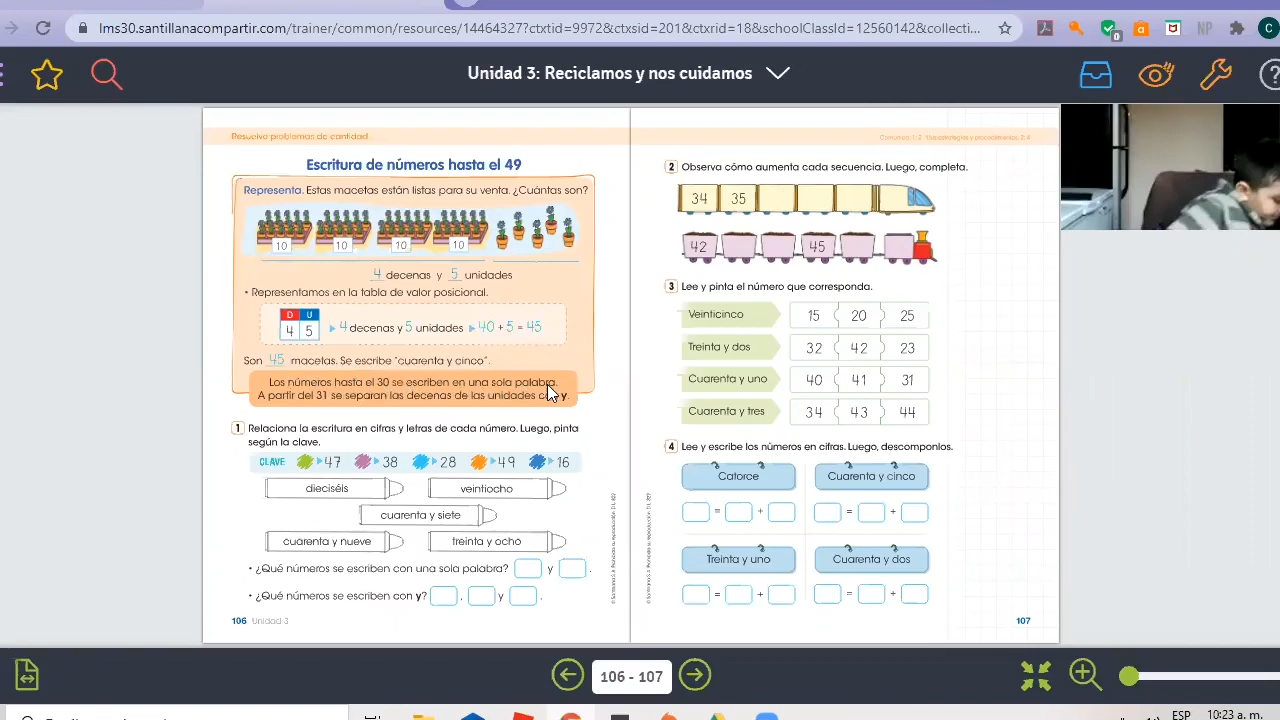 lms30.santillanacompartir.com/trainer/common/resources/14464327?ctrtid=9972&ctxsid=201&ctrid=18&schoolClassId=12560142&collecti...
NP
C
0
Unidad 3: Reciclamos y nos cuidamos
Resuelve problemas de cantidad
Escritura de números hasta el 49
Representa. Estas macetas están listas para su venta. ¿Cuántas son?
10 10 10 10
4 decenas y 5 unidades
• Representamos en la tabla de valor posicional.
D U
4 5 4 decenas y 5 unidades 40 + 5 = 45
Son 45 macetas. Se escribe "cuarenta y cinco".
Los números hasta el 30 se escriben en una sola palabra.
A partir del 31 se separan las decenas de las unidades con y.
1 Relaciona la escritura en cifras y letras de cada número. Luego, pinta
según la clave.
CLAVE 47 38 28 49 16
dieciséis veintiocho
cuarenta y siete
cuarenta y nueve treinta y ocho
• ¿Qué números se escriben con una sola palabra? y .
• ¿Qué números se escriben con y? , y .
106 Unidad 3
2 Observa cómo aumenta cada secuencia. Luego, completa.
34 35
42 45
3 Lee y pinta el número que corresponda.
Veinticinco 15 20 25
Treinta y dos 32 42 23
Cuarenta y uno 40 41 31
Cuarenta y tres 34 43 44
4 Lee y escribe los números en cifras. Luego, descomponlos.
Catorce Cuarenta y cinco
= + = +
Treinta y uno Cuarenta y dos
= + = +
107
106 - 107
ESP 10:23 a. m.